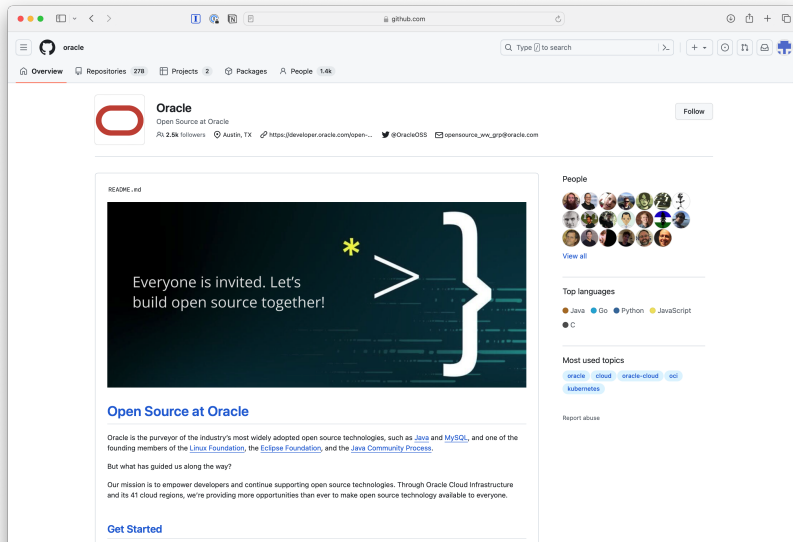 github.com
oracle
Type / to search
Overview
Repositories 278
Projects 2
Packages
People 1.4k
Oracle
Open Source at Oracle
2.5k followers
Austin, TX
https://developer.oracle.com/open-...
@OracleOSS
opensource_ww_grp@oracle.com
Follow
README.md
Everyone is invited. Let's
build open source together!
* > }
Open Source at Oracle
Oracle is the purveyor of the industry's most widely adopted open source technologies, such as Java and MySQL, and one of the
founding members of the Linux Foundation, the Eclipse Foundation, and the Java Community Process.
But what has guided us along the way?
Our mission is to empower developers and continue supporting open source technologies. Through Oracle Cloud Infrastructure
and its 41 cloud regions, we're providing more opportunities than ever to make open source technology available to everyone.
Get Started
People
View all
Top languages
Java Go Python JavaScript
C
Most used topics
oracle cloud oracle-cloud oci
kubernetes
Report abuse